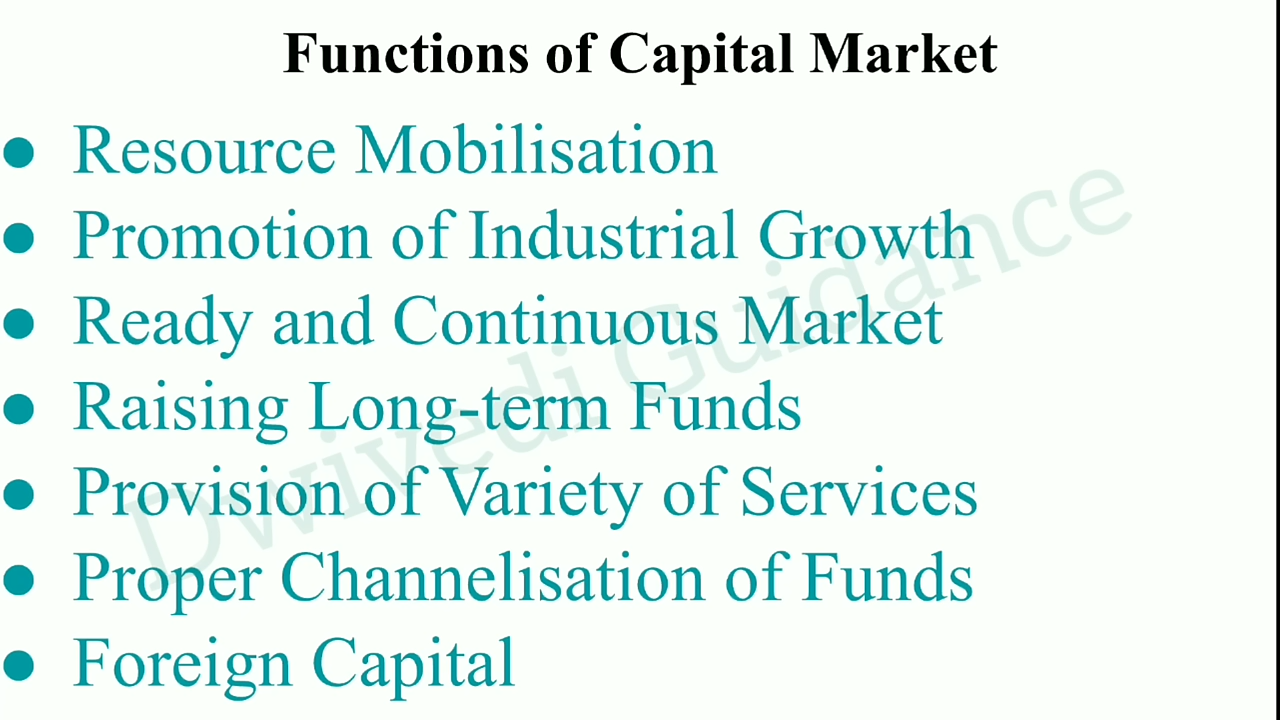 Functions of Capital Market
● Resource Mobilisation
● Promotion of Industrial Growth
● Ready and Continuous Market
● Raising Long-term Funds
● Provision of Variety of Services
● Proper Channelisation of Funds
● Foreign Capital
Dwivedi Guidance